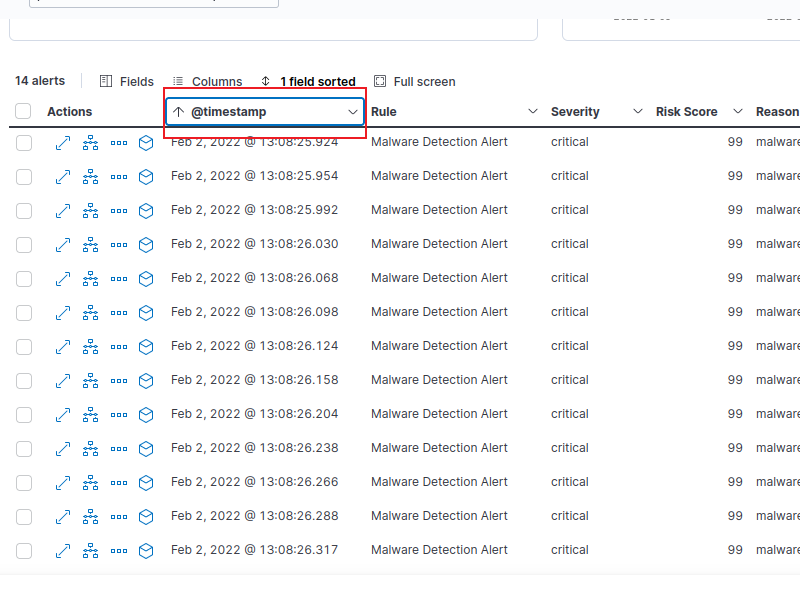 14 alerts Fields Columns 1 field sorted Full screen
Actions @timestamp Rule Severity Risk Score Reason
Feb 2, 2022 @ 13:08:25.924 Malware Detection Alert critical 99 malware
Feb 2, 2022 @ 13:08:25.954 Malware Detection Alert critical 99 malware
Feb 2, 2022 @ 13:08:25.992 Malware Detection Alert critical 99 malware
Feb 2, 2022 @ 13:08:26.030 Malware Detection Alert critical 99 malware
Feb 2, 2022 @ 13:08:26.068 Malware Detection Alert critical 99 malware
Feb 2, 2022 @ 13:08:26.098 Malware Detection Alert critical 99 malware
Feb 2, 2022 @ 13:08:26.124 Malware Detection Alert critical 99 malware
Feb 2, 2022 @ 13:08:26.158 Malware Detection Alert critical 99 malware
Feb 2, 2022 @ 13:08:26.204 Malware Detection Alert critical 99 malware
Feb 2, 2022 @ 13:08:26.238 Malware Detection Alert critical 99 malware
Feb 2, 2022 @ 13:08:26.266 Malware Detection Alert critical 99 malware
Feb 2, 2022 @ 13:08:26.288 Malware Detection Alert critical 99 malware
Feb 2, 2022 @ 13:08:26.317 Malware Detection Alert critical 99 malware